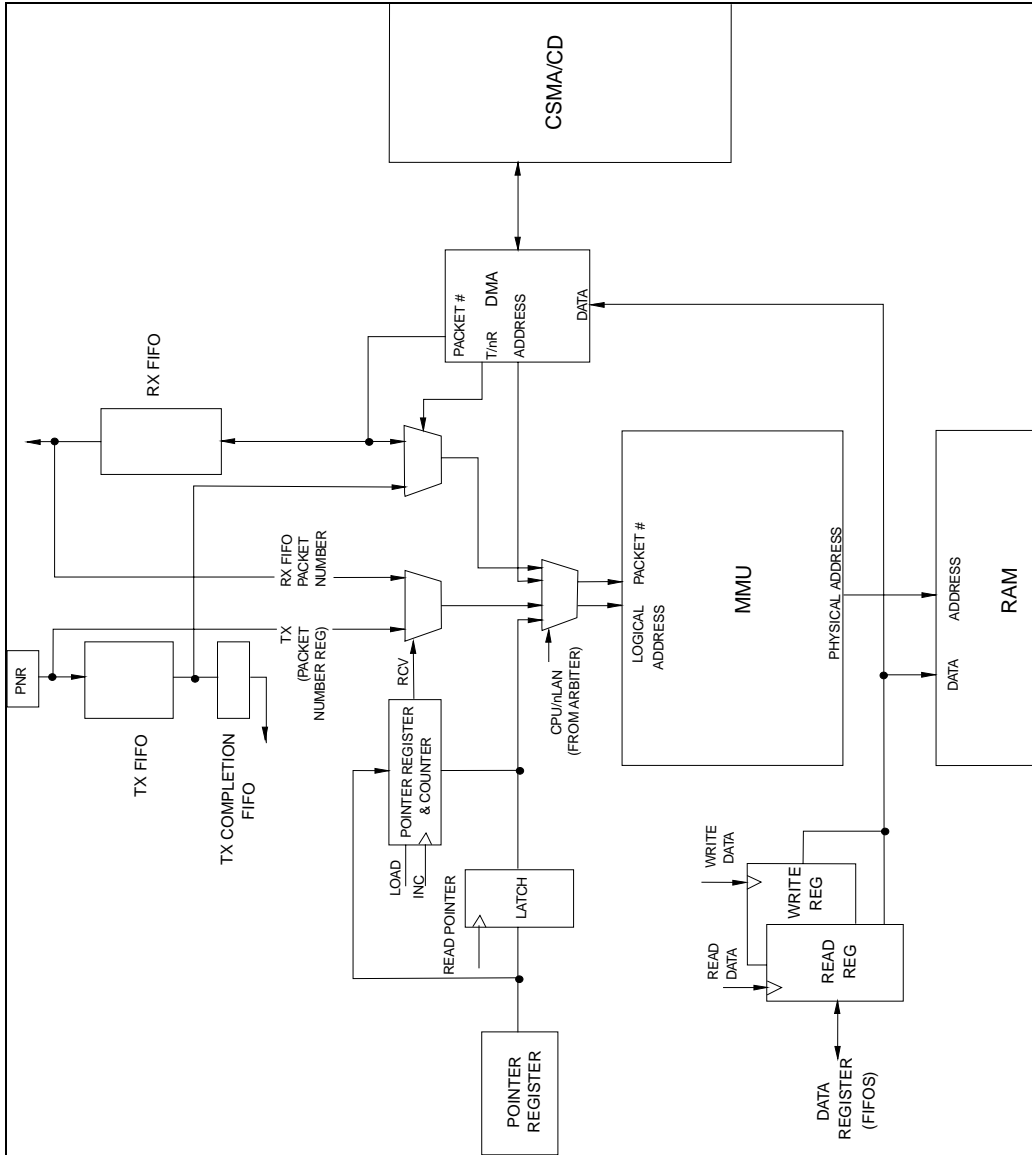 CSMA/CD
PACKET #
T/nR
DMA
ADDRESS
DATA
RX FIFO
RX FIFO
PACKET
NUMBER
TX
(PACKET
NUMBER REG)
PNR
TX FIFO
TX COMPLETION
FIFO
RCV
POINTER REGISTER
& COUNTER
LOAD
INC
CPU/nLAN
(FROM ARBITER)
PACKET #
LOGICAL
ADDRESS
MMU
PHYSICAL ADDRESS
ADDRESS
DATA
RAM
READ POINTER
LATCH
POINTER
REGISTER
WRITE
DATA
WRITE
REG
READ
DATA
READ
REG
DATA
REGISTER
(FIFOS)